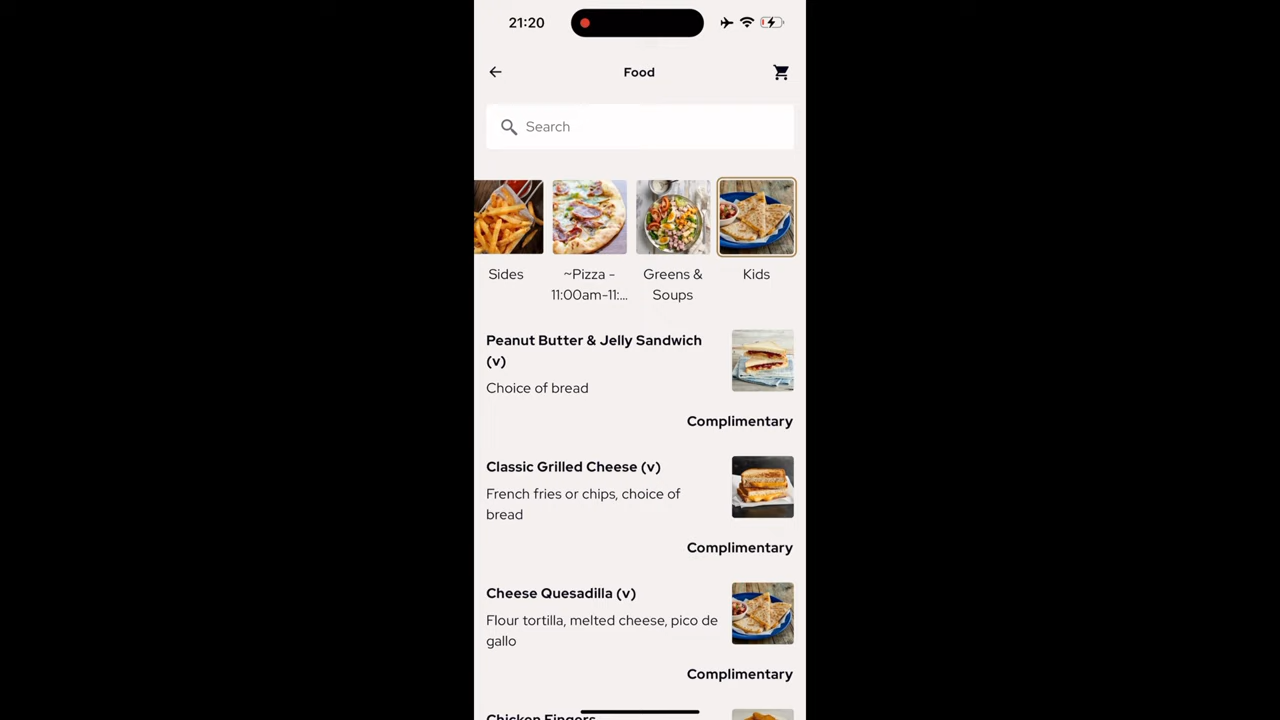 21:20
Food
Search
Sides
~Pizza -
11:00am-11:...
Greens &
Soups
Kids
Peanut Butter & Jelly Sandwich
(v)
Choice of bread
Complimentary
Classic Grilled Cheese (v)
French fries or chips, choice of
bread
Complimentary
Cheese Quesadilla (v)
Flour tortilla, melted cheese, pico de
gallo
Complimentary
Chicken Fingers